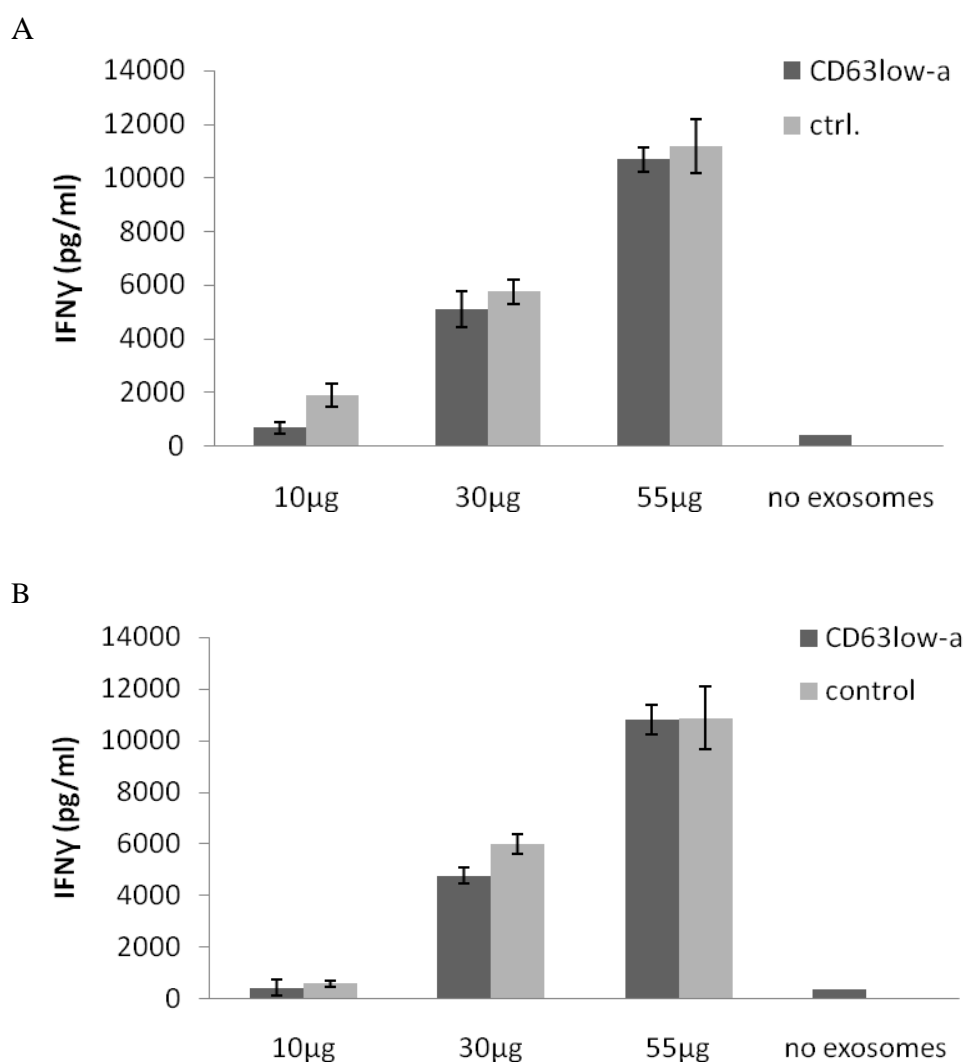 A
14000
12000
10000
8000
6000
4000
2000
0
IFNγ (pg/ml)
CD63low-a
ctrl.
10μg 30μg 55μg no exosomes
B
14000
12000
10000
8000
6000
4000
2000
0
IFNγ (pg/ml)
CD63low-a
control
10μg 30μg 55μg no exosomes